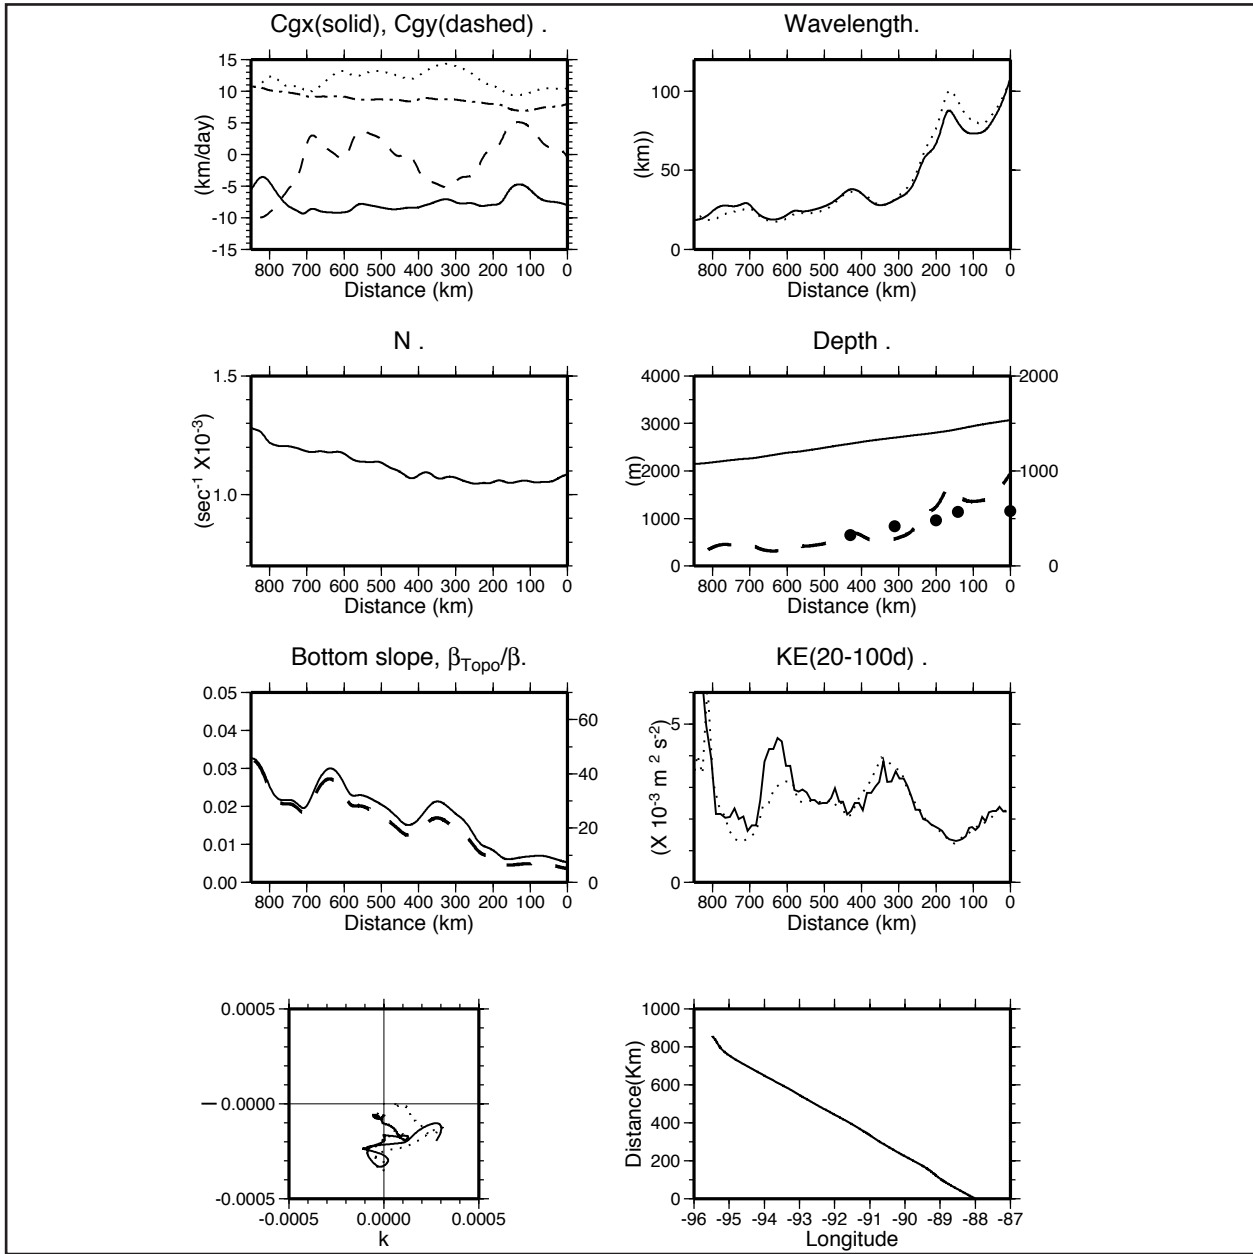 Cgx(solid), Cgy(dashed) .
15
10
5
0
-5
-10
-15
(km/day)
800 700 600 500 400 300 200 100 0
Distance (km)
Wavelength.
100
50
0
(km))
800 700 600 500 400 300 200 100 0
Distance (km)
N .
1.5
1.0
(sec-1 X10-3)
800 700 600 500 400 300 200 100 0
Distance (km)
Depth .
4000
3000
2000
1000
0
(m)
2000
1000
0
800 700 600 500 400 300 200 100 0
Distance (km)
Bottom slope, βTopo/β.
0.05
0.04
0.03
0.02
0.01
0.00
60
40
20
0
800 700 600 500 400 300 200 100 0
Distance (km)
KE(20-100d) .
5
0
(X 10-3 m 2 s-2)
800 700 600 500 400 300 200 100 0
Distance (km)
0.0005
0.0000
-0.0005
l
-0.0005 0.0000 0.0005
k
1000
800
600
400
200
0
Distance(Km)
-96 -95 -94 -93 -92 -91 -90 -89 -88 -87
Longitude